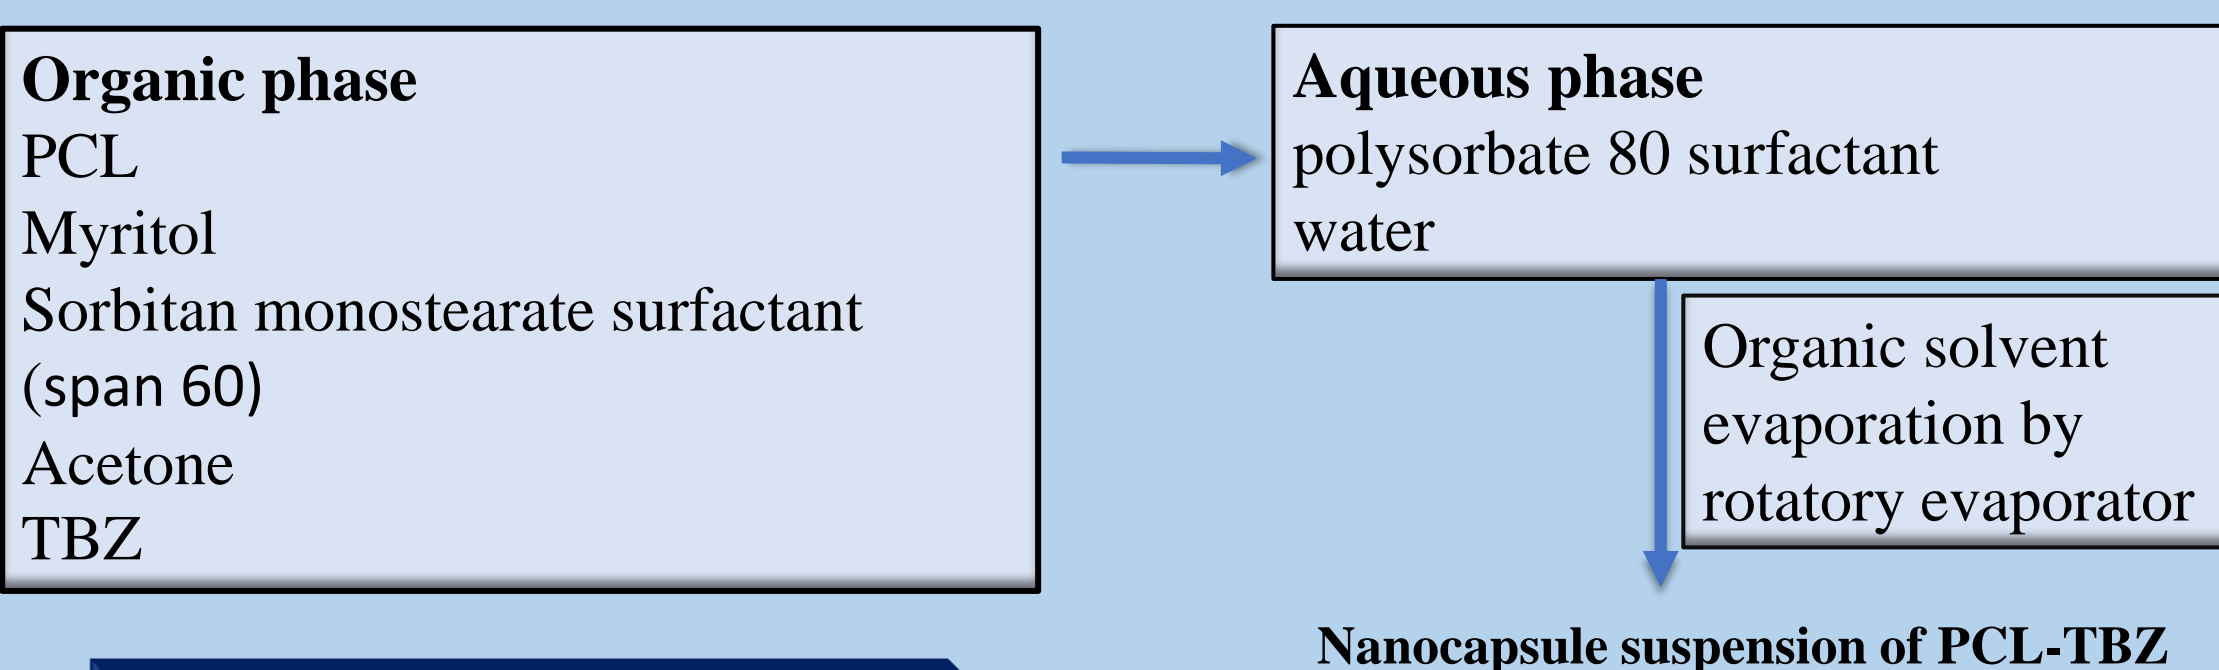 Organic phase
PCL
Myritol
Sorbitan monostearate surfactant
(span 60)
Acetone
TBZ
Aqueous phase
polysorbate 80 surfactant
water
Organic solvent
evaporation by
rotatory evaporator
Nanocapsule suspension of PCL-TBZ